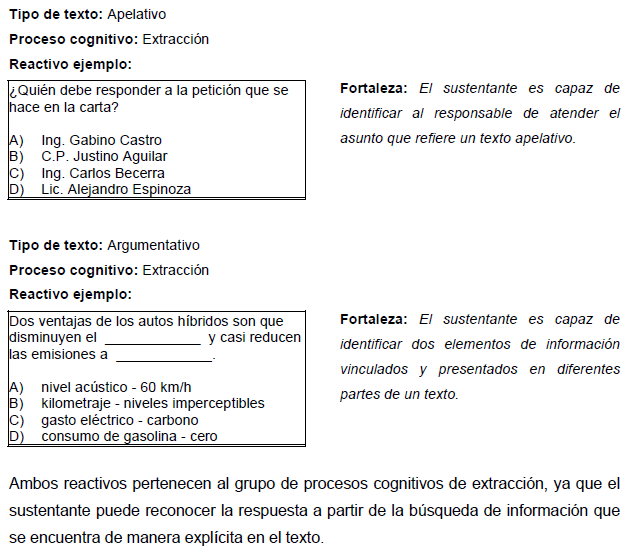 Tipo de texto: Apelativo
Proceso cognitivo: Extracción
Reactivo ejemplo:
¿Quién debe responder a la petición que se
hace en la carta?
A) Ing. Gabino Castro
B) C.P. Justino Aguilar
C) Ing. Carlos Becerra
D) Lic. Alejandro Espinoza
Fortaleza: El sustentante es capaz de
identificar al responsable de atender el
asunto que refiere un texto apelativo.
Tipo de texto: Argumentativo
Proceso cognitivo: Extracción
Reactivo ejemplo:
Dos ventajas de los autos híbridos son que
disminuyen el _____________ y casi reducen
las emisiones a _____________.
A) nivel acústico - 60 km/h
B) kilometraje - niveles imperceptibles
C) gasto eléctrico - carbono
D) consumo de gasolina - cero
Fortaleza: El sustentante es capaz de
identificar dos elementos de información
vinculados y presentados en diferentes
partes de un texto.
Ambos reactivos pertenecen al grupo de procesos cognitivos de extracción, ya que el
sustentante puede reconocer la respuesta a partir de la búsqueda de información que
se encuentra de manera explícita en el texto.